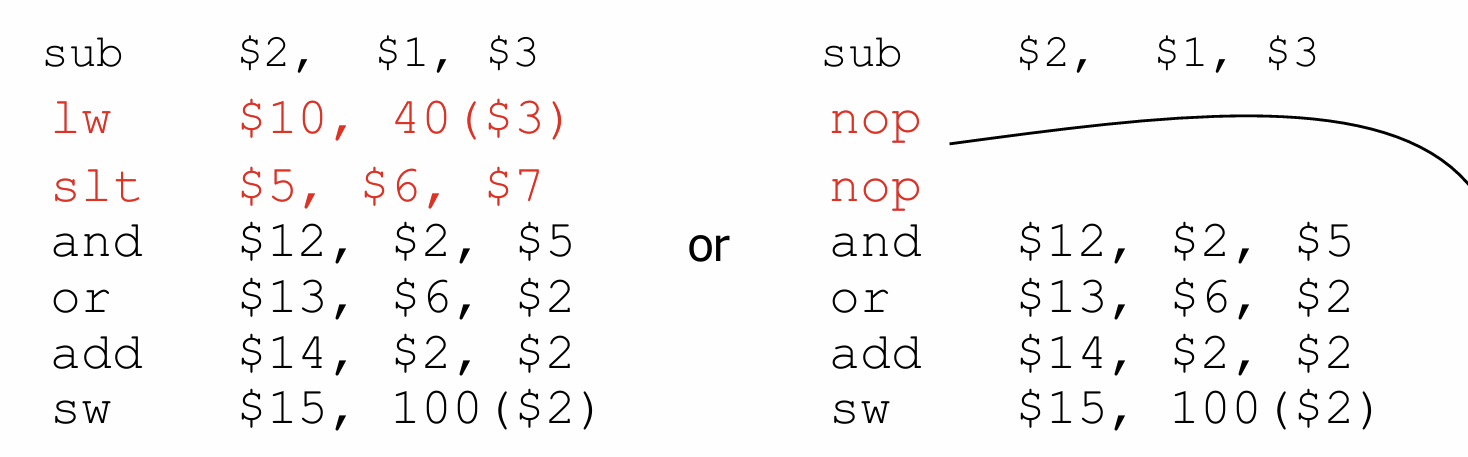 sub $2, $1, $3
lw $10, 40($3)
slt $5, $6, $7
and $12, $2, $5
or $13, $6, $2
add $14, $2, $2
sw $15, 100($2)
or
sub $2, $1, $3
nop
nop
and $12, $2, $5
or $13, $6, $2
add $14, $2, $2
sw $15, 100($2)